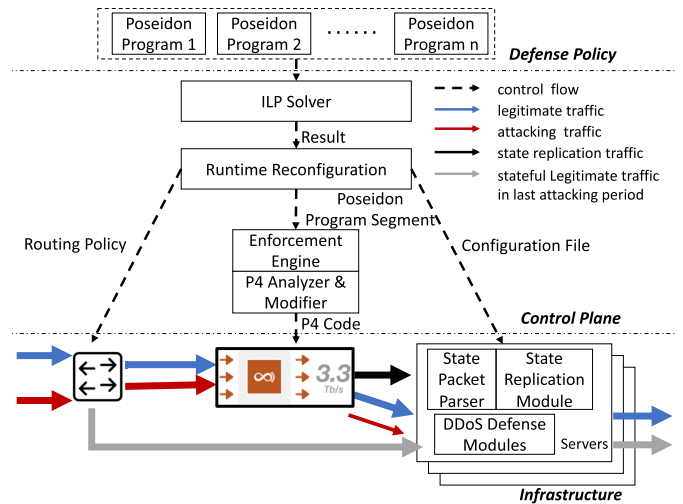 Poseidon Program 1
Poseidon Program 2
......
Poseidon Program n
Defense Policy
ILP Solver
Result
Runtime Reconfiguration
control flow
legitimate traffic
attacking traffic
state replication traffic
stateful Legitimate traffic
in last attacking period
Poseidon
Program Segment
Routing Policy
Configuration File
Enforcement
Engine
P4 Analyzer &
Modifier
P4 Code
Control Plane
3.3
Tb/s
State
Packet
Parser
State
Replication
Module
DDoS Defense
Modules
Servers
Infrastructure